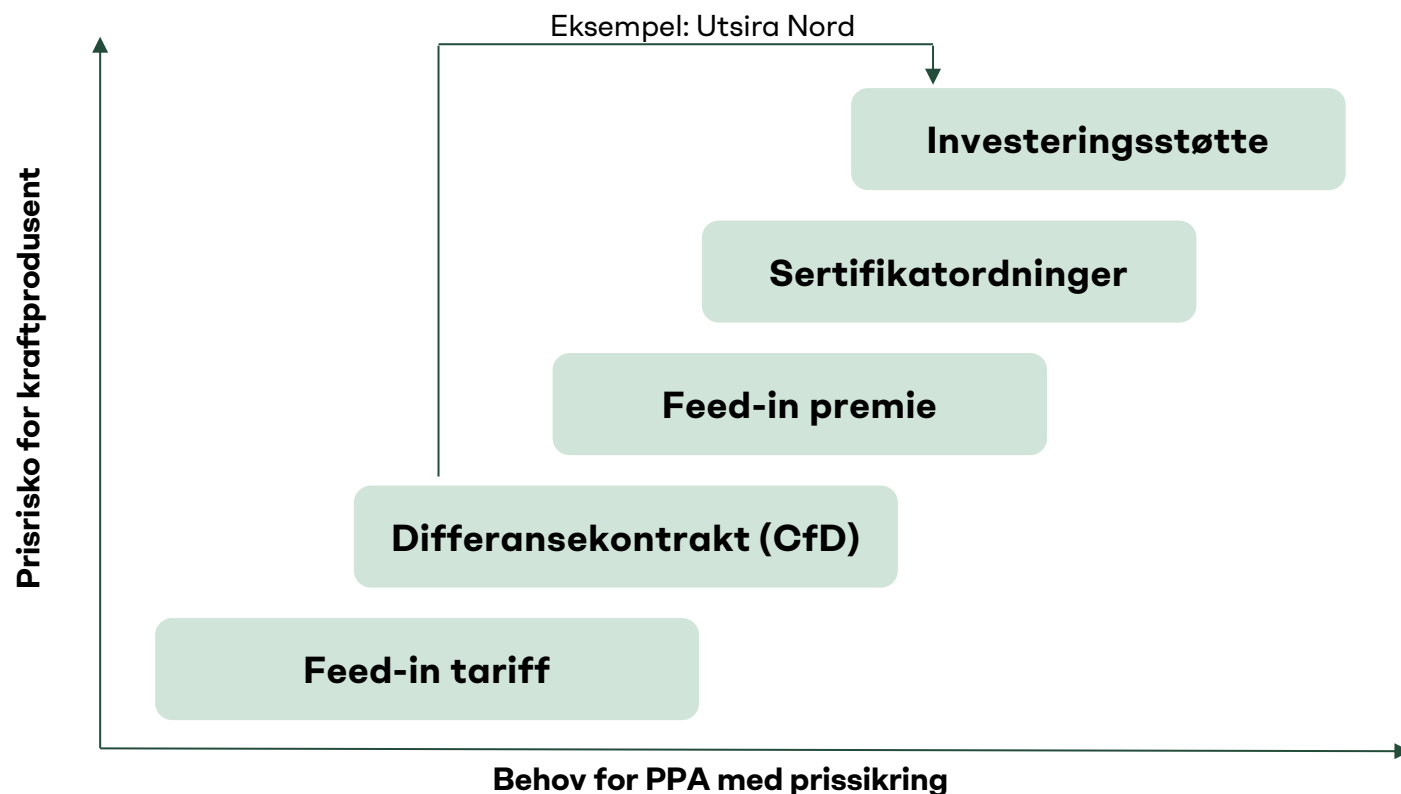 Eksempel: Utsira Nord
Investeringsstøtte
Sertifikatordninger
Feed-in premie
Differansekontrakt (CfD)
Feed-in tariff
Prisrisko for kraftprodusent
Behov for PPA med prissikring